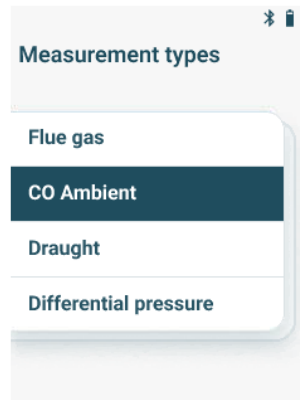 Measurement types
Flue gas
CO Ambient
Draught
Differential pressure